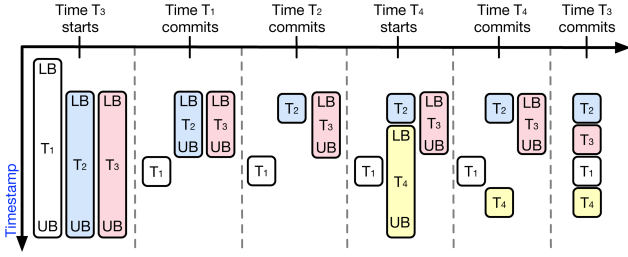 Time T3 starts
Time T1 commits
Time T2 commits
Time T4 starts
Time T4 commits
Time T3 commits
Timestamp
LB
T1
UB
LB
T2
UB
LB
T3
UB
T1
LB
T2
UB
LB
T3
UB
T1
T2
LB
T3
UB
T1
T2
LB
T4
UB
LB
T3
UB
T1
T2
T4
LB
T3
UB
T2
T3
T1
T4